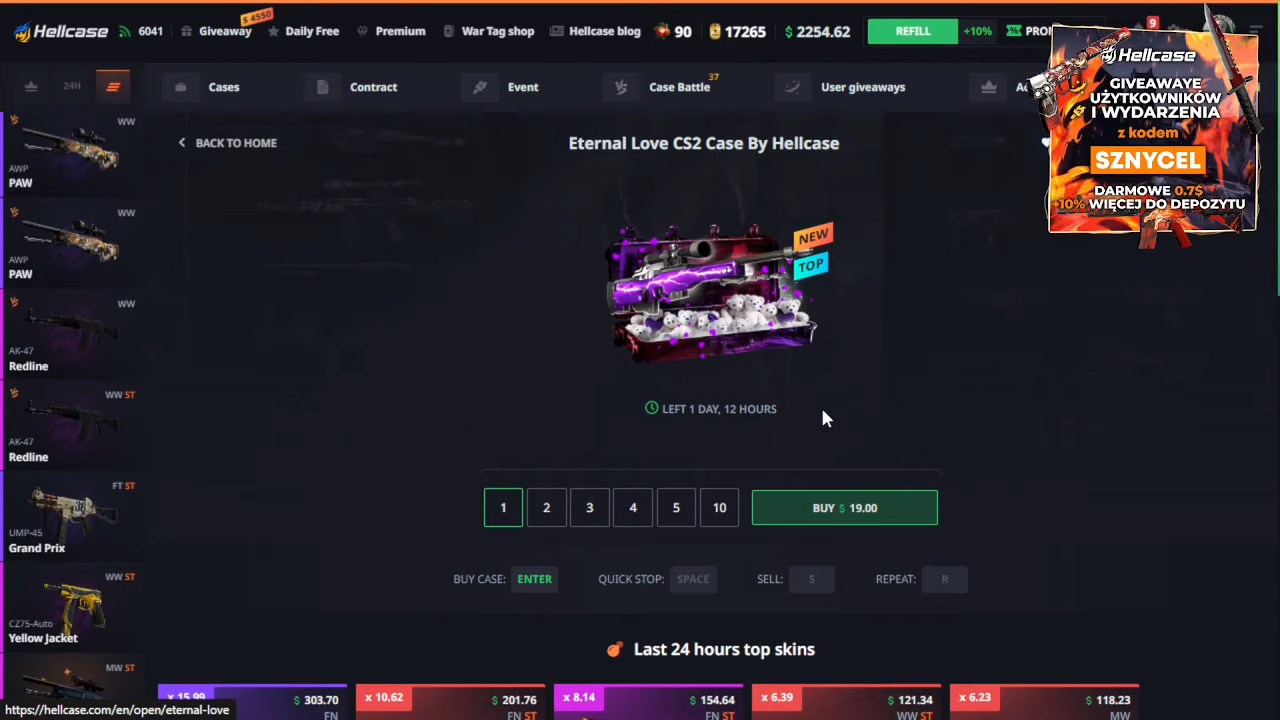 Hellcase
6041
$ 4550
Giveaway
Daily Free
Premium
War Tag shop
Hellcase blog
90
17265
$ 2254.62
REFILL
+10%
9
24H
Cases
Contract
Event
Case Battle
37
User giveaways
Hellcase
GIVEAWAYE
UŻYTKOWNIKÓW
I WYDARZENIA
z kodem
SZNYCEL
DARMOWE 0.7$
+10% WIĘCEJ DO DEPOZYTU
WW
AWP
PAW
WW
AWP
PAW
WW
AK-47
Redline
WW ST
AK-47
Redline
FT ST
UMP-45
Grand Prix
WW ST
CZ75-Auto
Yellow Jacket
MW ST
BACK TO HOME
Eternal Love CS2 Case By Hellcase
NEW
TOP
LEFT 1 DAY, 12 HOURS
1 2 3 4 5 10
BUY $ 19.00
BUY CASE: ENTER
QUICK STOP: SPACE
SELL: S
REPEAT: R
Last 24 hours top skins
x 15.99
$ 303.70
FN
x 10.62
$ 201.76
FN ST
x 8.14
$ 154.64
FN ST
x 6.39
$ 121.34
WW ST
x 6.23
$ 118.23
MW
https://hellcase.com/en/open/eternal-love